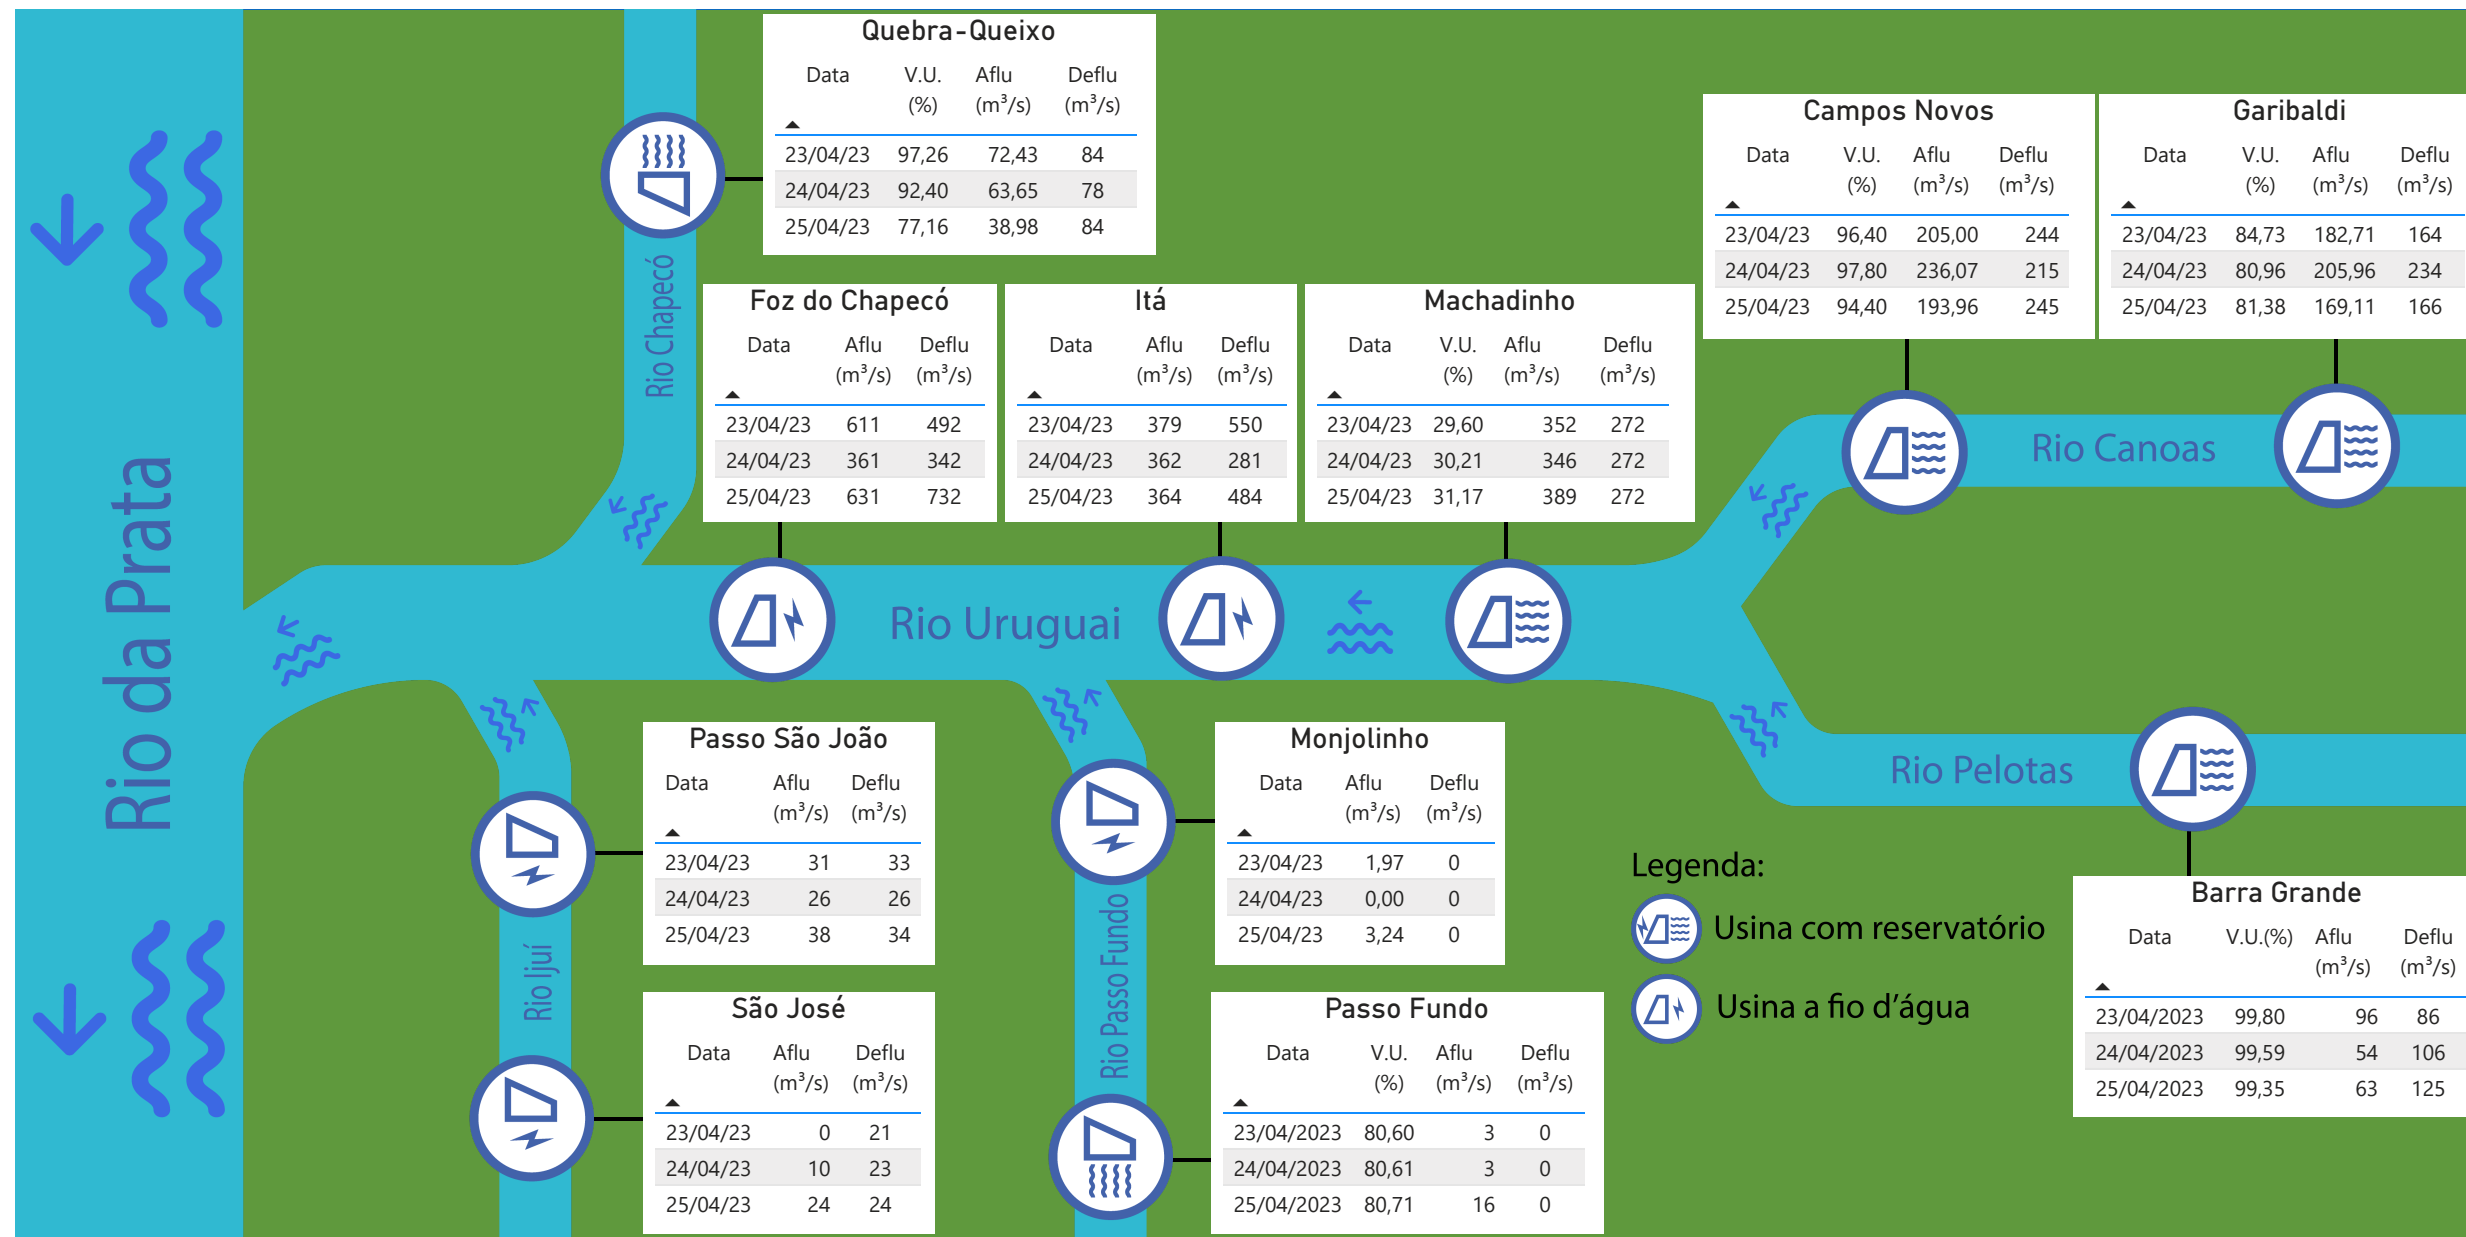 Quebra-Queixo
Data V.U. (%) Aflu (m³/s) Deflu (m³/s)
23/04/23 97,26 72,43 84
24/04/23 92,40 63,65 78
25/04/23 77,16 38,98 84
Campos Novos
Data V.U. (%) Aflu (m³/s) Deflu (m³/s)
23/04/23 96,40 205,00 244
24/04/23 97,80 236,07 215
25/04/23 94,40 193,96 245
Garibaldi
Data V.U. (%) Aflu (m³/s) Deflu (m³/s)
23/04/23 84,73 182,71 164
24/04/23 80,96 205,96 234
25/04/23 81,38 169,11 166
Rio Chapecó
Foz do Chapecó
Data Aflu (m³/s) Deflu (m³/s)
23/04/23 611 492
24/04/23 361 342
25/04/23 631 732
Itá
Data Aflu (m³/s) Deflu (m³/s)
23/04/23 379 550
24/04/23 362 281
25/04/23 364 484
Machadinho
Data V.U. (%) Aflu (m³/s) Deflu (m³/s)
23/04/23 29,60 352 272
24/04/23 30,21 346 272
25/04/23 31,17 389 272
Rio Canoas
Rio da Prata
Rio Uruguai
Rio Pelotas
Passo São João
Data Aflu (m³/s) Deflu (m³/s)
23/04/23 31 33
24/04/23 26 26
25/04/23 38 34
Monjolinho
Data Aflu (m³/s) Deflu (m³/s)
23/04/23 1,97 0
24/04/23 0,00 0
25/04/23 3,24 0
Legenda:
Usina com reservatório
Usina a fio d’água
Barra Grande
Data V.U.(%) Aflu (m³/s) Deflu (m³/s)
23/04/2023 99,80 96 86
24/04/2023 99,59 54 106
25/04/2023 99,35 63 125
Rio Ijuí
Rio Passo Fundo
São José
Data Aflu (m³/s) Deflu (m³/s)
23/04/23 0 21
24/04/23 10 23
25/04/23 24 24
Passo Fundo
Data V.U. (%) Aflu (m³/s) Deflu (m³/s)
23/04/2023 80,60 3 0
24/04/2023 80,61 3 0
25/04/2023 80,71 16 0